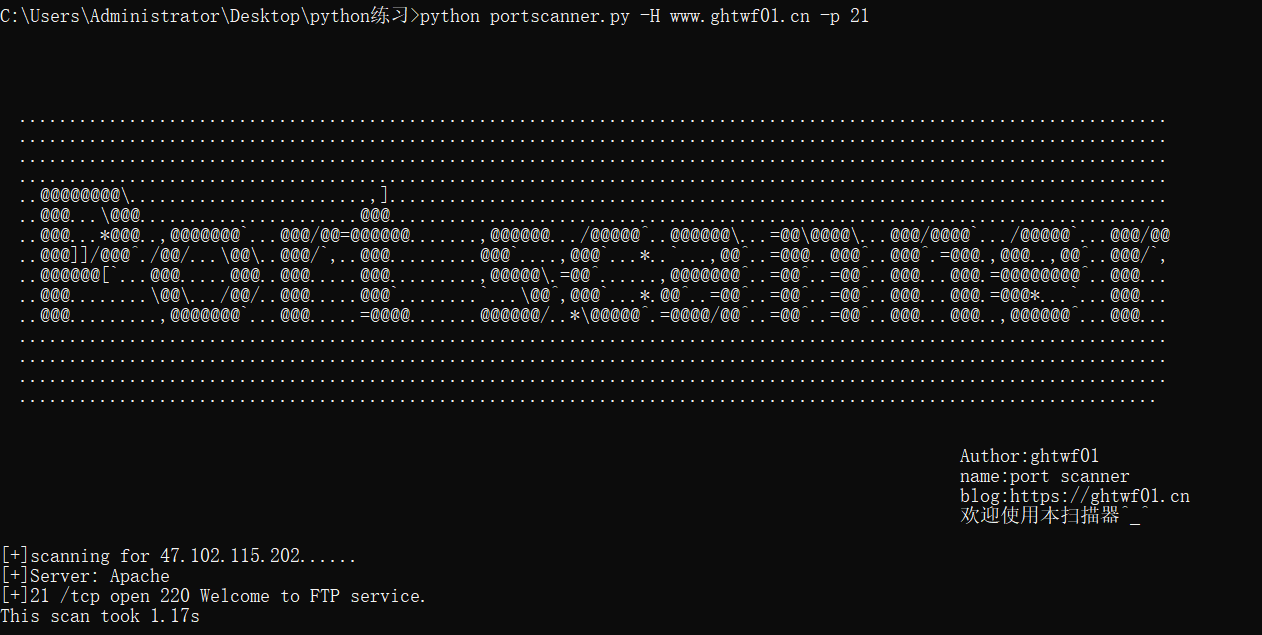 C:\Users\Administrator\Desktop\python练习>python portscanner.py -H www.ghtwf01.cn -p 21
Port scanner
Author:ghtwf01
name:port scanner
blog:https://ghtwf01.cn
欢迎使用本扫描器^_^
[+]scanning for 47.102.115.202......
[+]Server: Apache
[+]21 /tcp open 220 Welcome to FTP service.
This scan took 1.17s